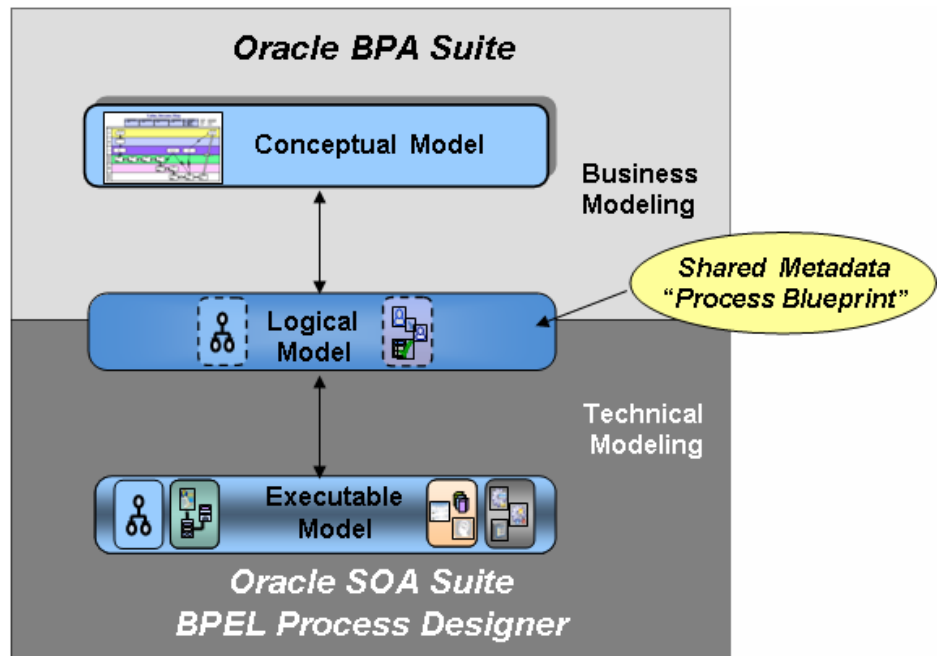 Oracle BPA Suite
Conceptual Model
Business
Modeling
Shared Metadata
“Process Blueprint”
Logical
Model
Technical
Modeling
Executable
Model
Oracle SOA Suite
BPEL Process Designer